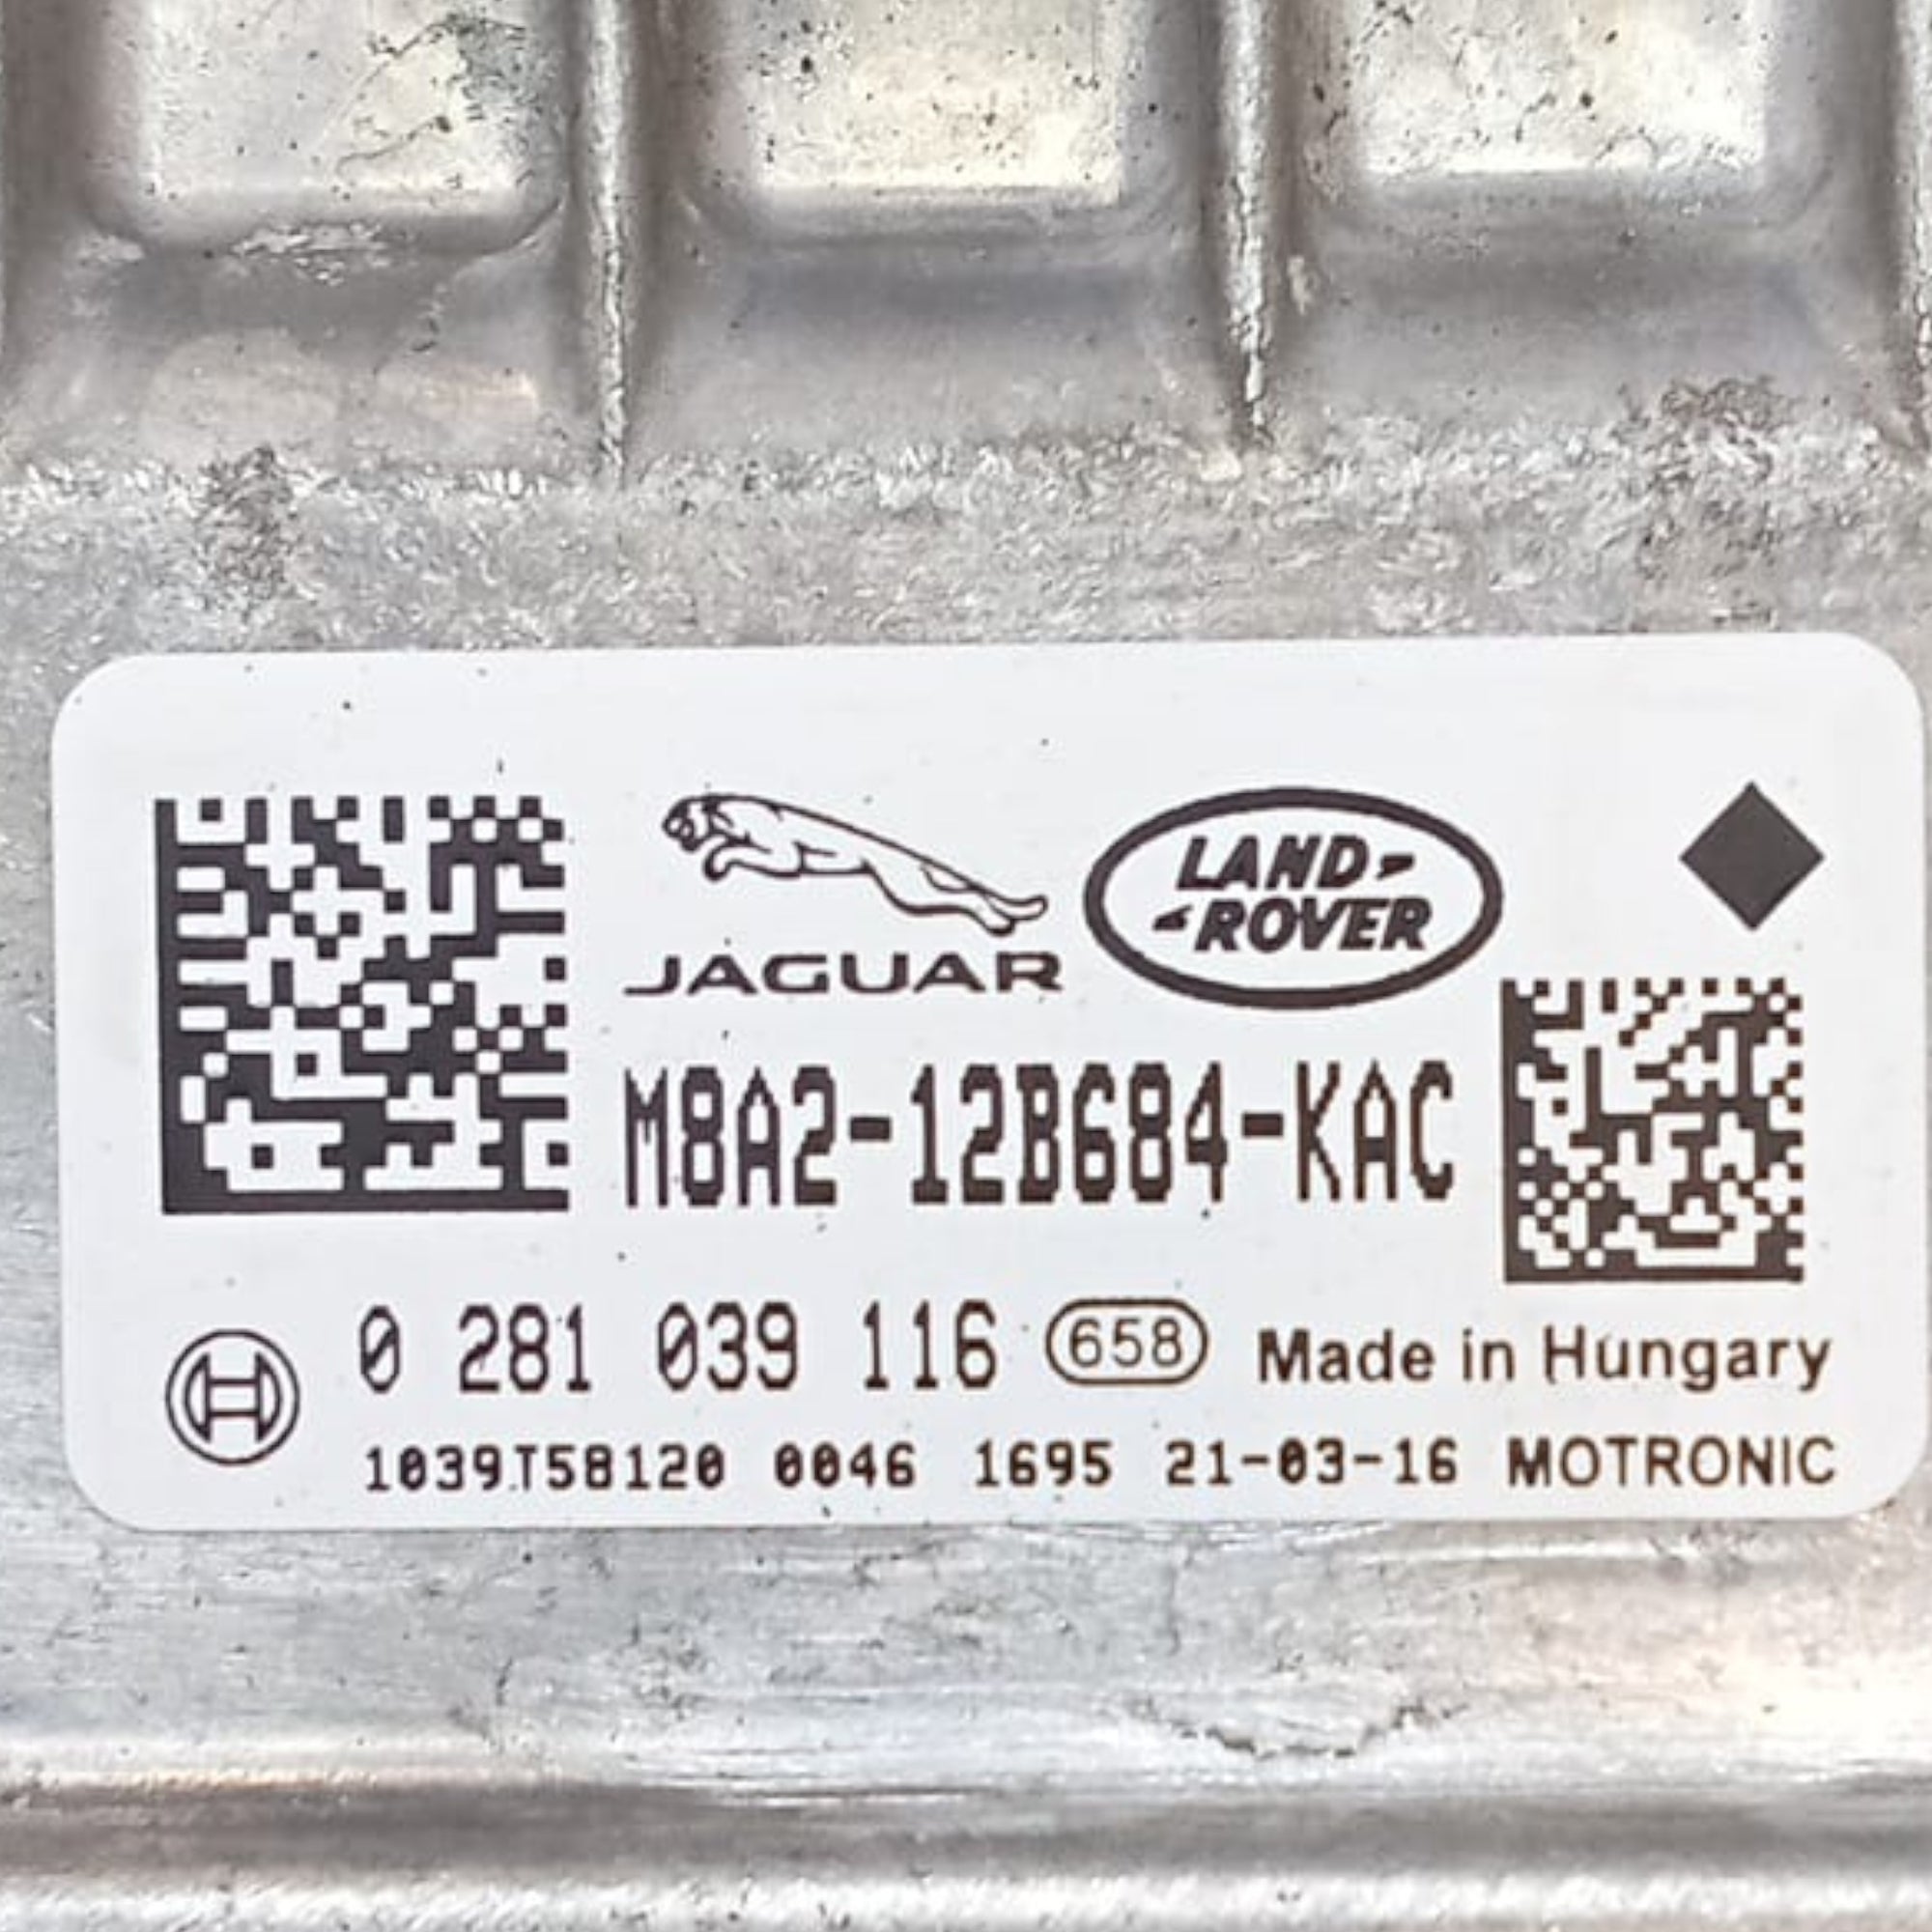 JAGUAR
LAND-
-ROVER
M8A2-12B684-KAC
0 281 039 116 658 Made in Hungary
1039T58120 0046 1695 21-03-16 MOTRONIC